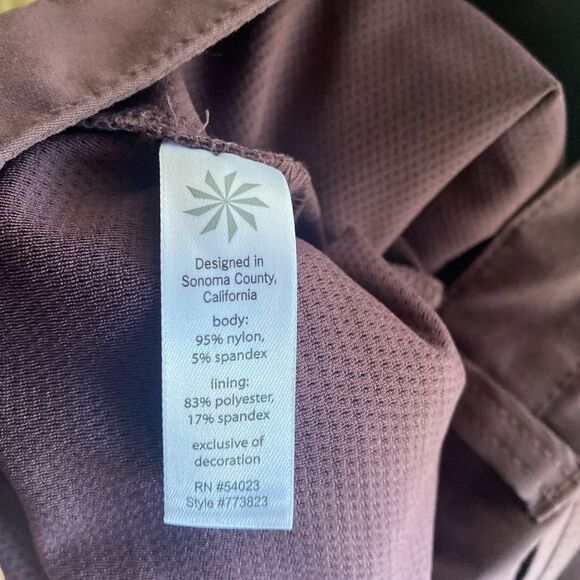 Designed in
Sonoma County,
California
body:
95% nylon,
5% spandex
lining:
83% polyester,
17% spandex
exclusive of
decoration
RN #54023
Style #773823